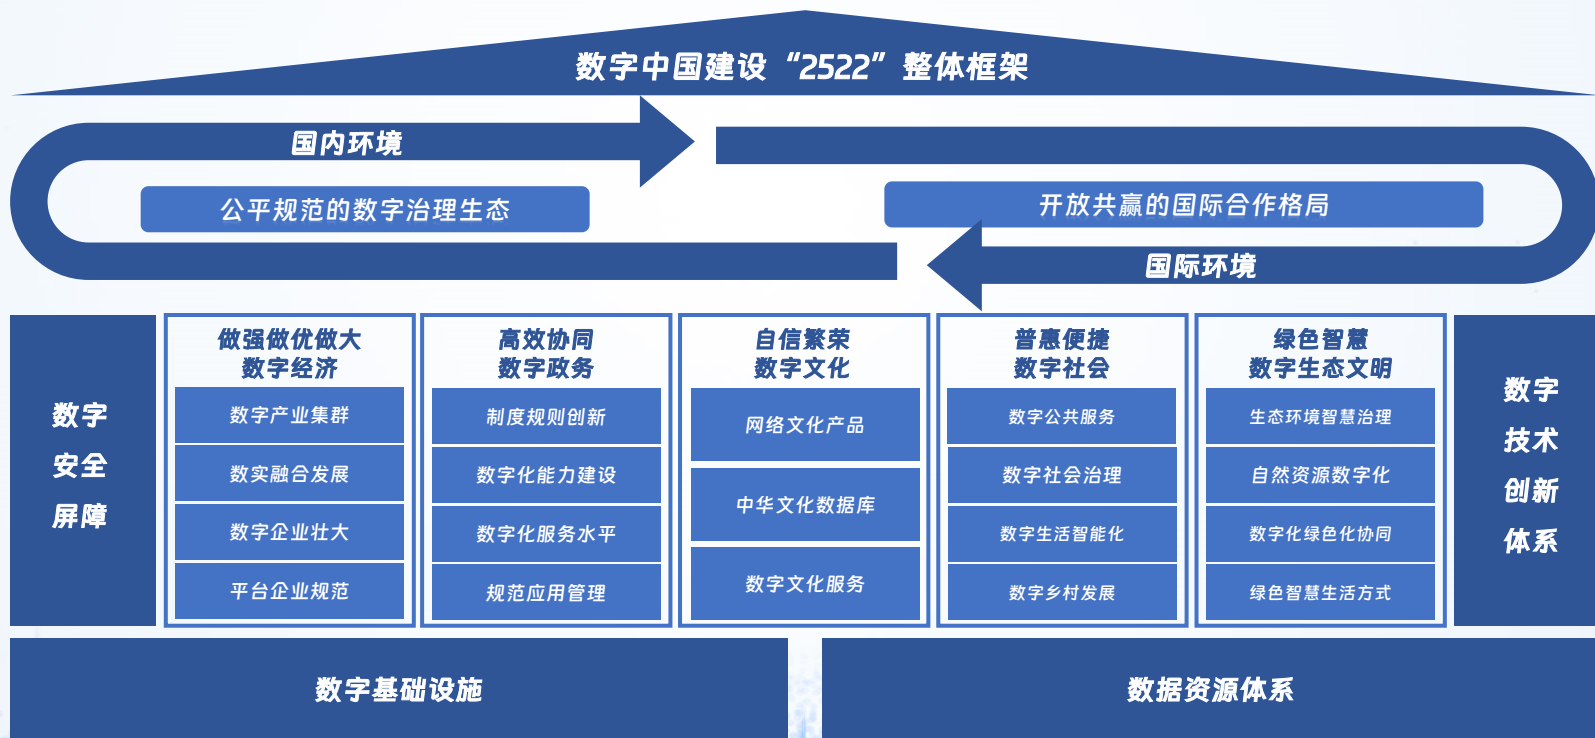 数字中国建设“2522”整体框架
国内环境
公平规范的数字治理生态
开放共赢的国际合作格局
国际环境
数字
安全
屏障
做强做优做大
数字经济
数字产业集群
数实融合发展
数字企业壮大
平台企业规范
高效协同
数字政务
制度规则创新
数字化能力建设
数字化服务水平
规范应用管理
自信繁荣
数字文化
网络文化产品
中华文化数据库
数字文化服务
普惠便捷
数字社会
数字公共服务
数字社会治理
数字生活智能化
数字乡村发展
绿色智慧
数字生态文明
生态环境智慧治理
自然资源数字化
数字化绿色化协同
绿色智慧生活方式
数字
技术
创新
体系
数字基础设施
数据资源体系